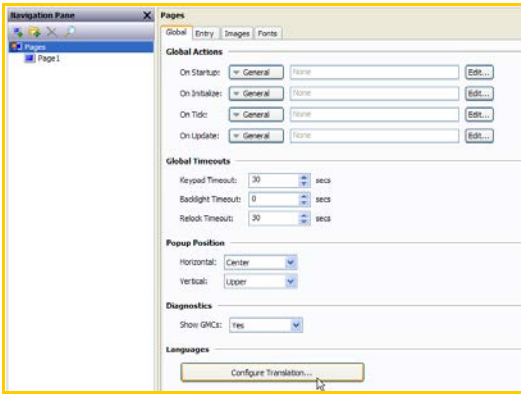 Navigation Pane X
Pages
Page1
Pages
Global Entry Images Fonts
Global Actions
On Startup: General None Edit...
On Initialize: General None Edit...
On Tick: General None Edit...
On Update: General None Edit...
Global Timeouts
Keypad Timeout: 30 secs
Backlight Timeout: 0 secs
Relock Timeout: 30 secs
Popup Position
Horizontal: Center
Vertical: Upper
Diagnostics
Show GMCs: Yes
Languages
Configure Translation...